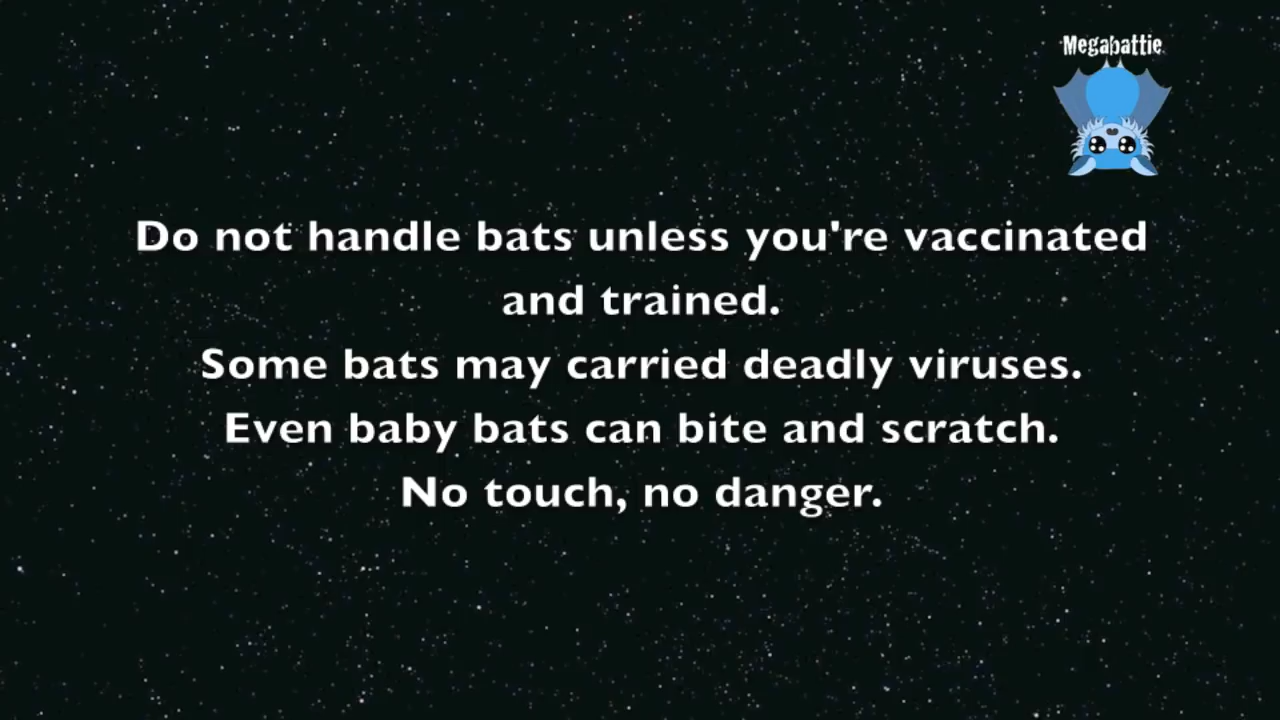 Megabattie
Do not handle bats unless you're vaccinated
and trained.
Some bats may carried deadly viruses.
Even baby bats can bite and scratch.
No touch, no danger.